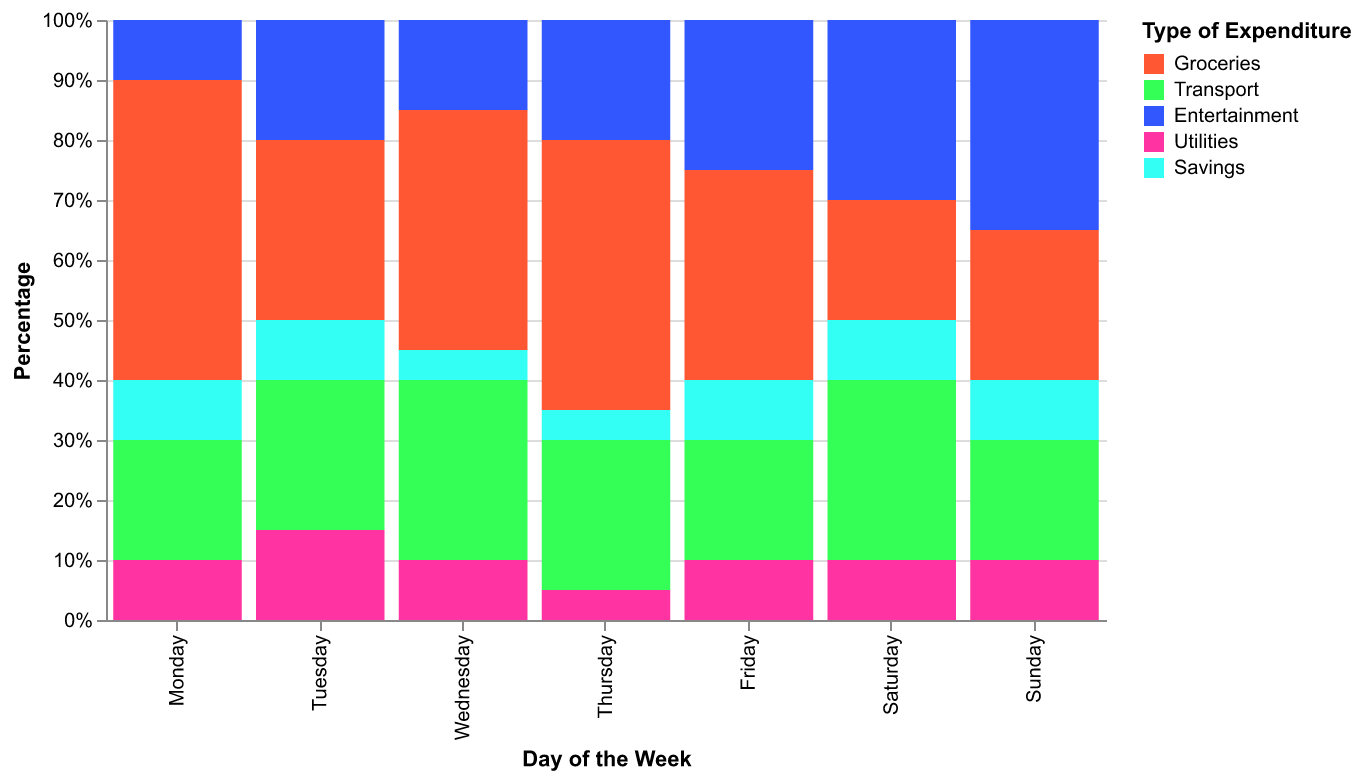 100%
90%
80%
70%
60%
50%
40%
30%
20%
10%
0%
Percentage
Monday
Tuesday
Wednesday
Thursday
Friday
Saturday
Sunday
Day of the Week
Type of Expenditure
Groceries
Transport
Entertainment
Utilities
Savings